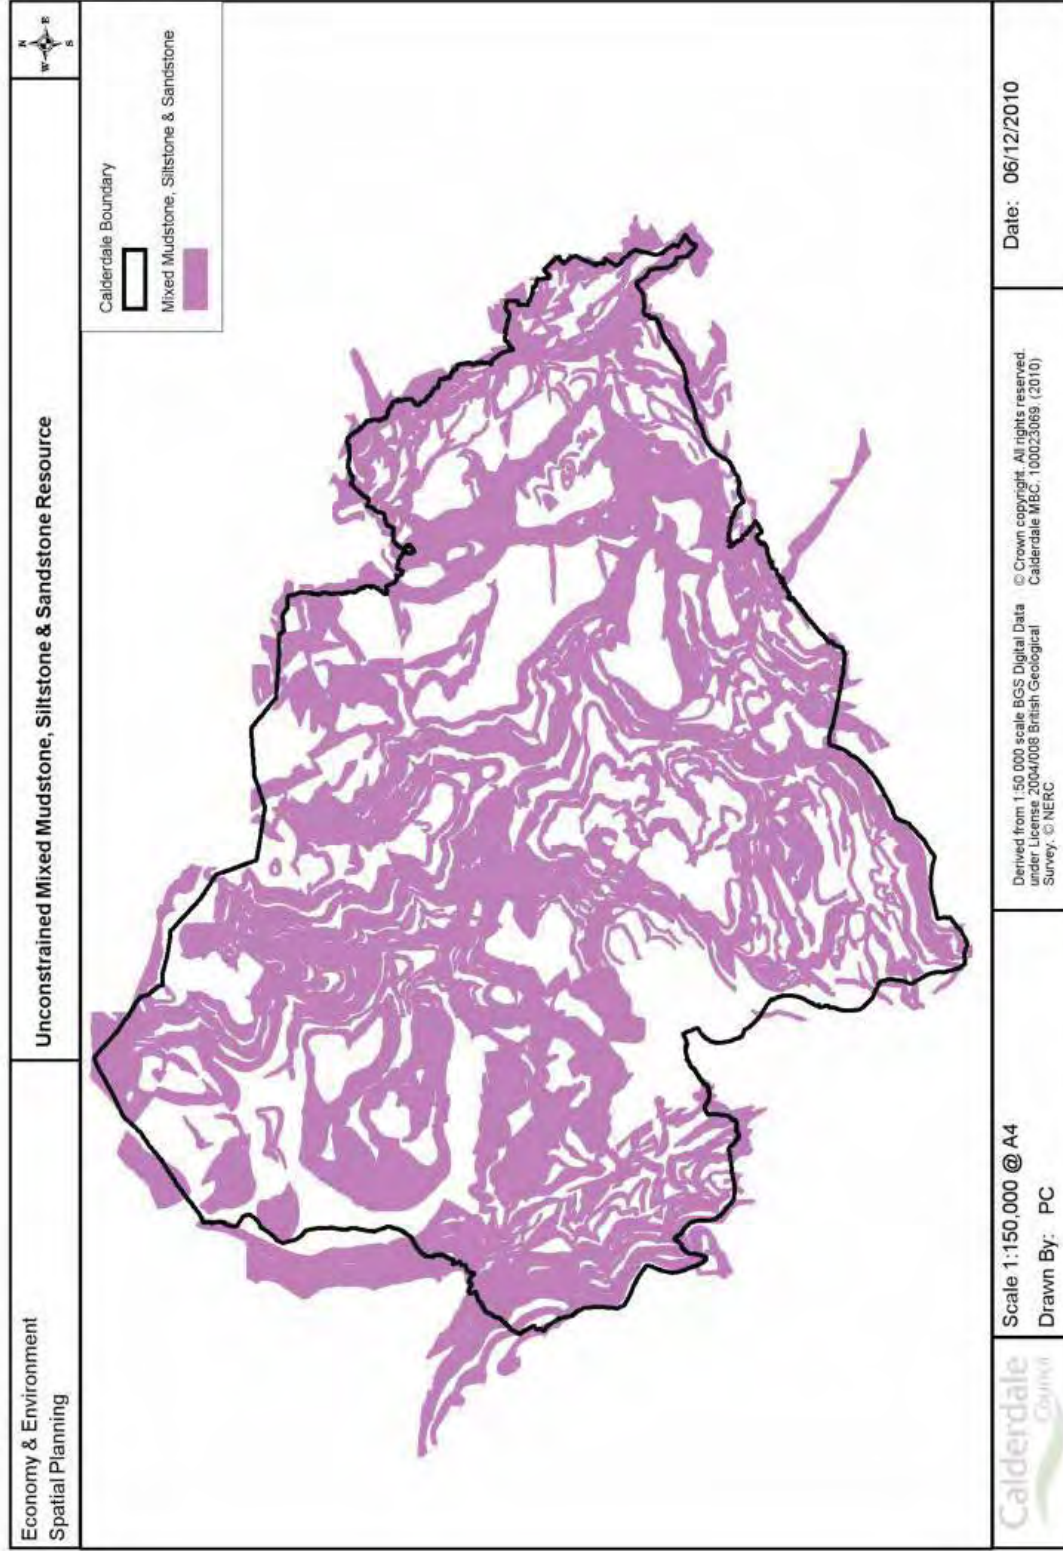 Economy & Environment
Spatial Planning
Unconstrained Mixed Mudstone, Siltstone & Sandstone Resource
N
W E
S
Calderdale Boundary
Mixed Mudstone, Siltstone & Sandstone
Calderdale
Council
Scale 1:150,000 @ A4
Drawn By: PC
Derived from 1:50 000 scale BGS Digital Data
under License 2004/008 British Geological
Survey. © NERC
© Crown copyright. All rights reserved.
Calderdale MBC. 100023069. (2010)
Date: 06/12/2010